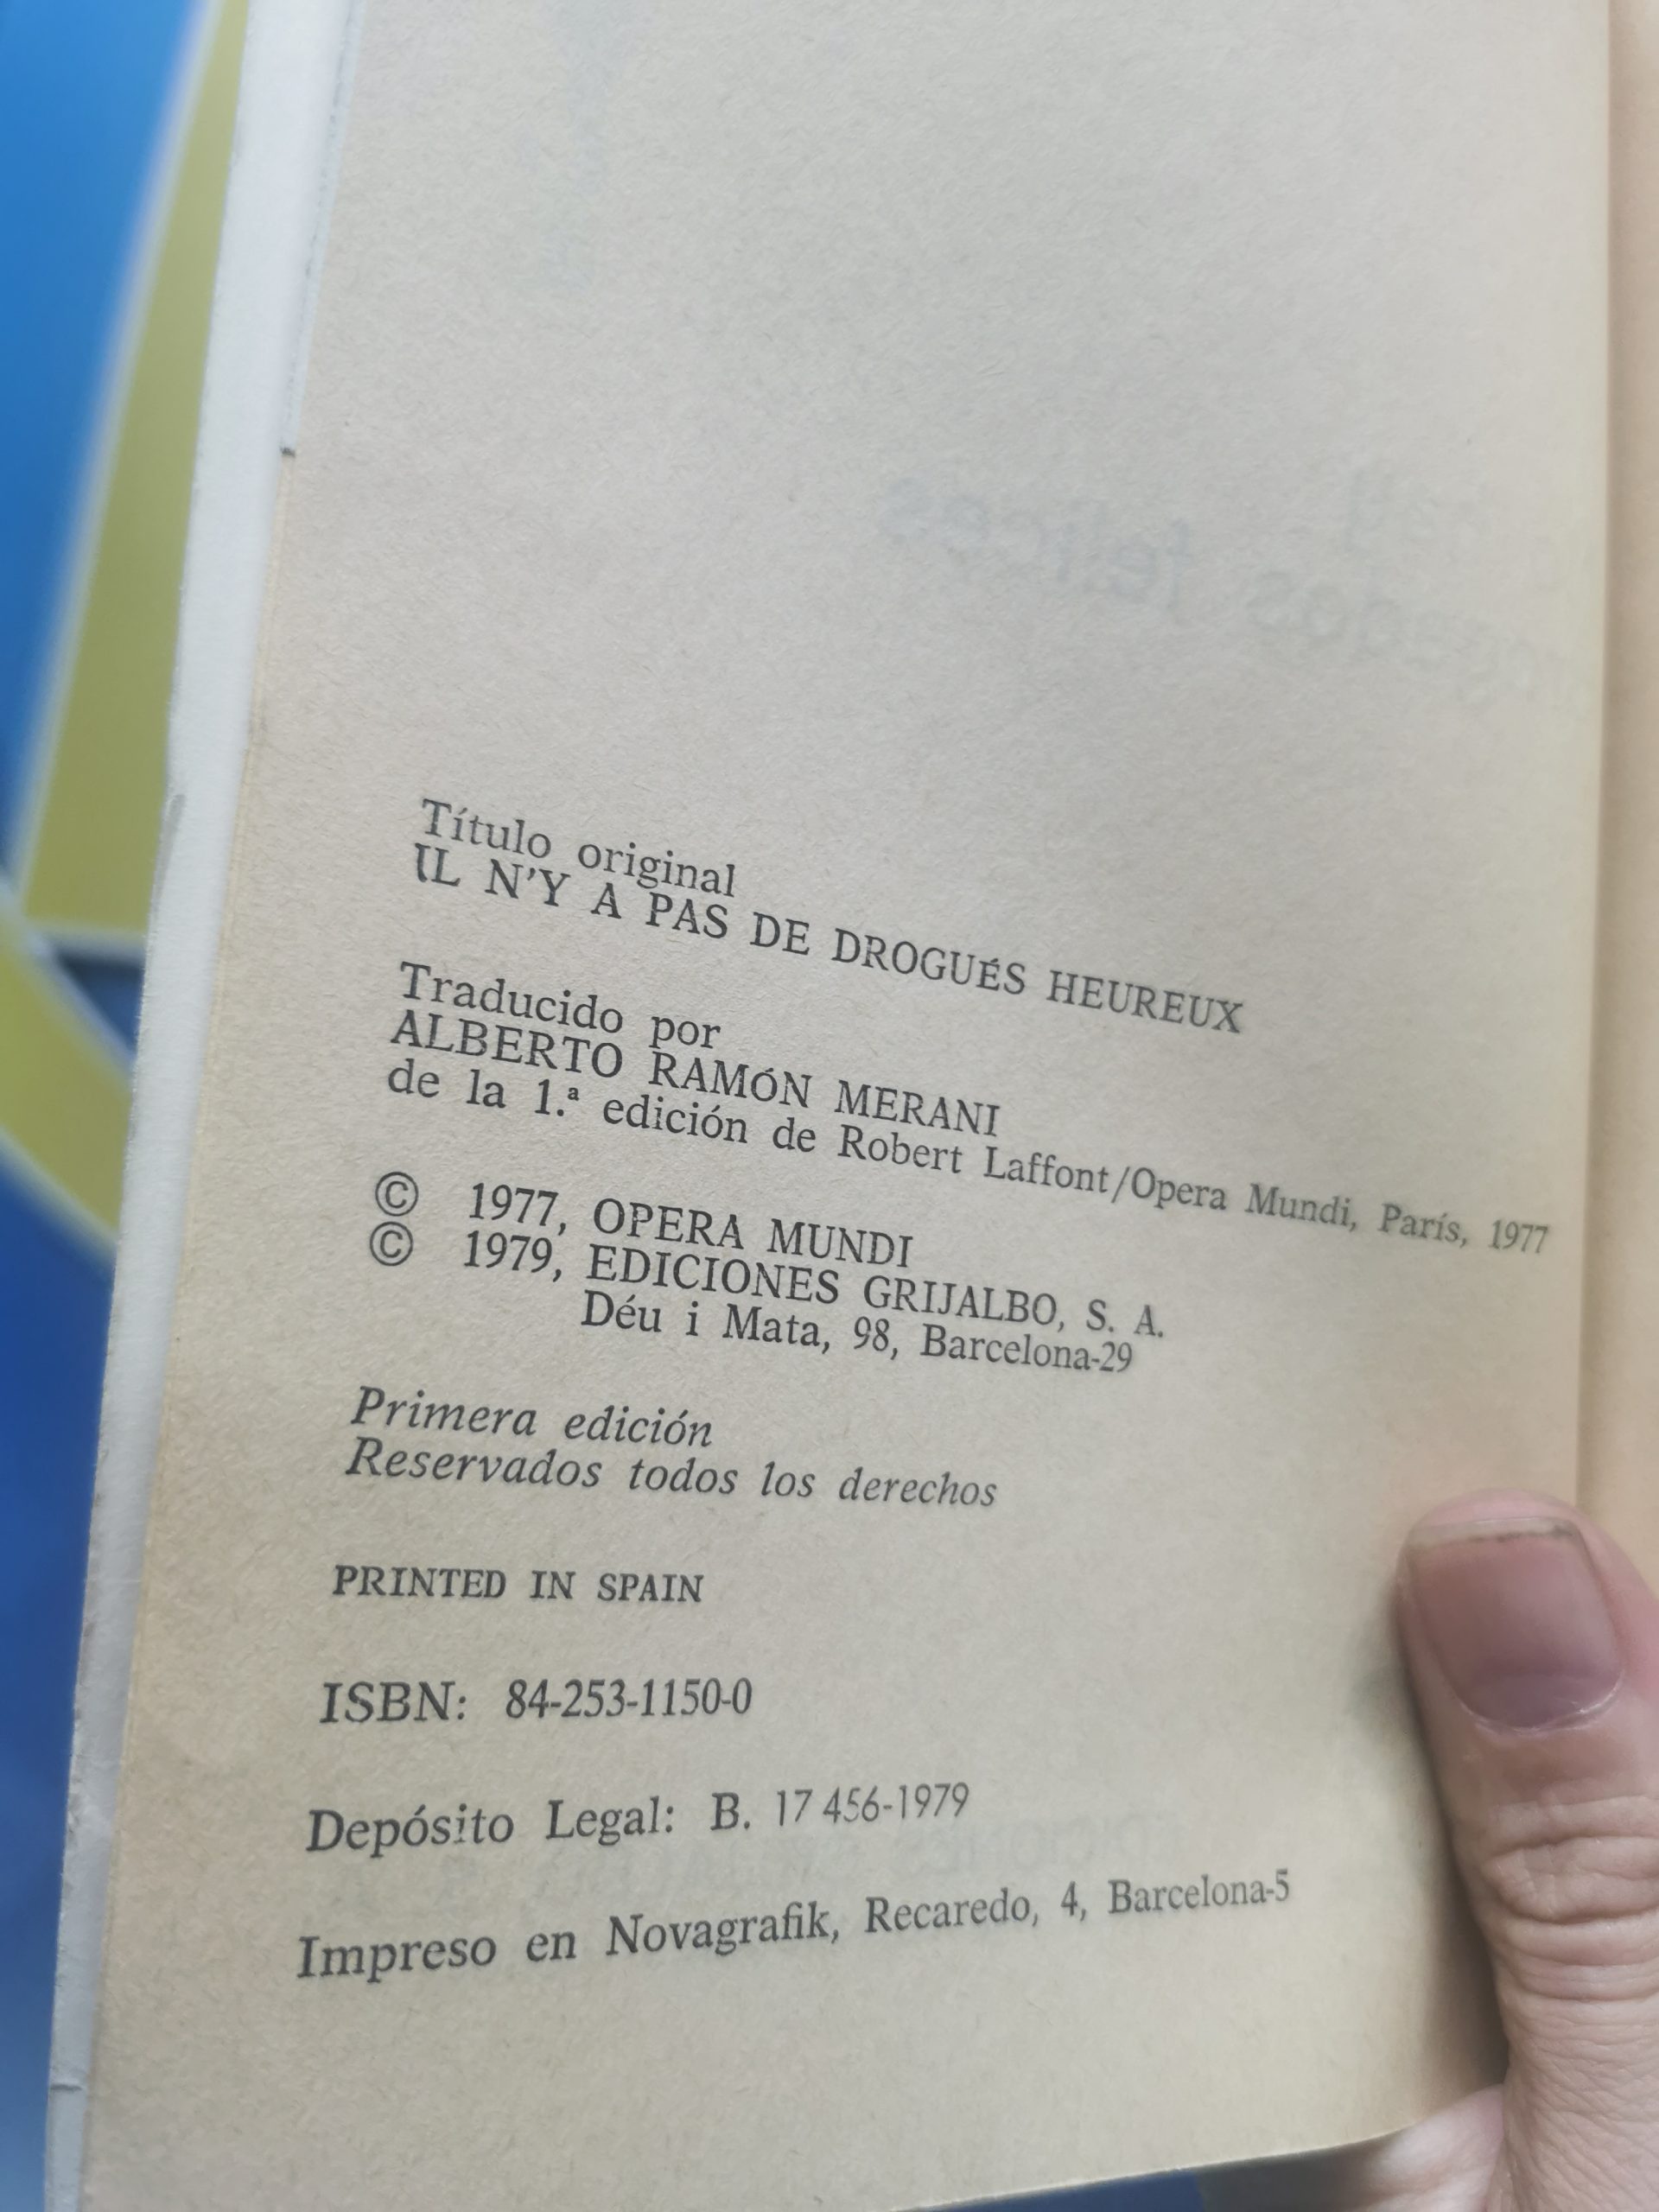 Título original
IL N'Y A PAS DE DROGUÉS HEUREUX
Traducido por
ALBERTO RAMÓN MERANI
de la 1.ª edición de Robert Laffont/Opera Mundi, París, 1977
© 1977, OPERA MUNDI
© 1979, EDICIONES GRIJALBO, S. A.
Déu i Mata, 98, Barcelona-29
Primera edición
Reservados todos los derechos
PRINTED IN SPAIN
ISBN: 84-253-1150-0
Depósito Legal: B. 17 456-1979
Impreso en Novagrafik, Recaredo, 4, Barcelona-5